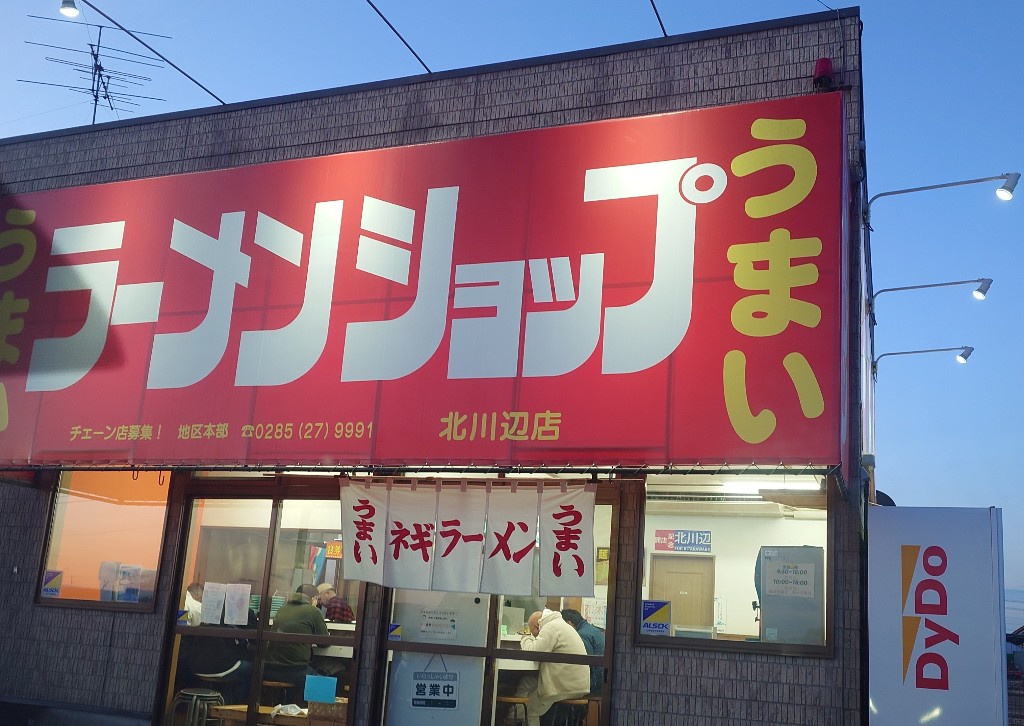 うまい
ラーメンショップ
うまい
チェーン店募集! 地区本部 ☎0285(27)9991
北川辺店
うまい
ネギラーメン
うまい
北川辺
ALSOK
ALSOK
営業中
DyDo